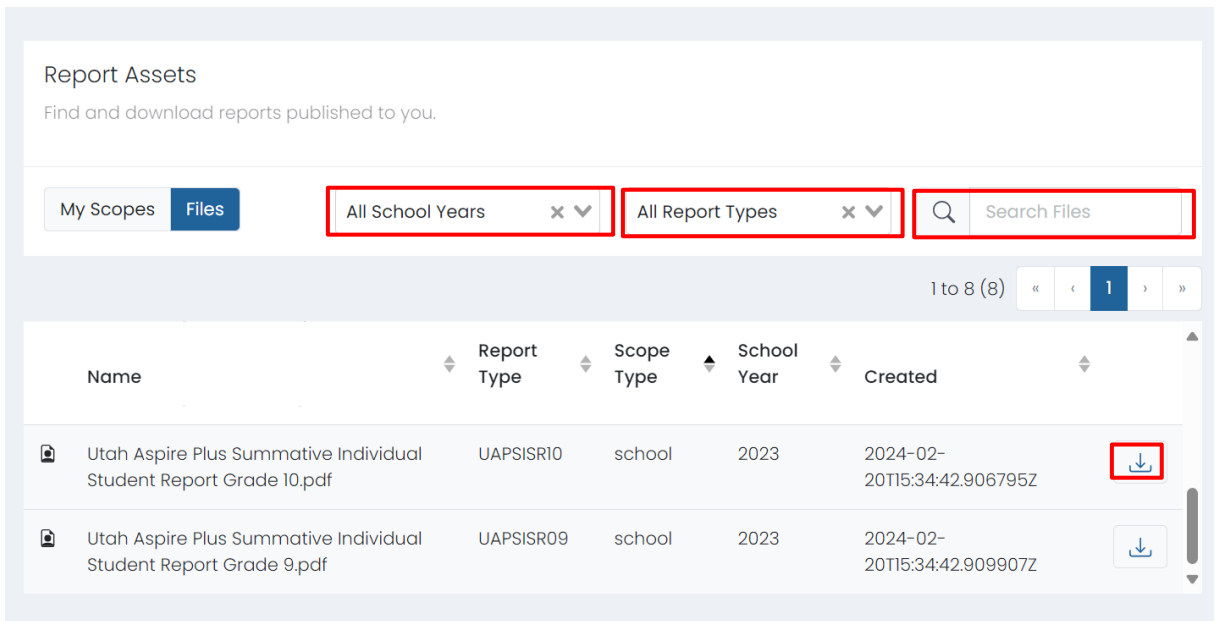 Report Assets
Find and download reports published to you.
My Scopes Files All School Years All Report Types Search Files
1 to 8 (8) « ‹ 1 › »
Name Report Type Scope Type School Year Created
Utah Aspire Plus Summative Individual UAPSISR10 school 2023 2024-02-
Student Report Grade 10.pdf 20T15:34:42.906795Z
Utah Aspire Plus Summative Individual UAPSISR09 school 2023 2024-02-
Student Report Grade 9.pdf 20T15:34:42.909907Z